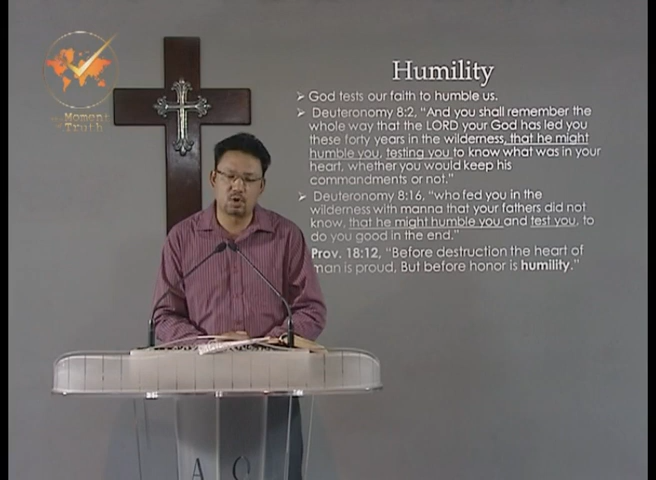 the Moment
of Truth
Humility
➢ God tests our faith to humble us.
➢ Deuteronomy 8:2, “And you shall remember the
whole way that the LORD your God has led you
these forty years in the wilderness, that he might
humble you, testing you to know what was in your
heart, whether you would keep his
commandments or not.”
➢ Deuteronomy 8:16, “who fed you in the
wilderness with manna that your fathers did not
know, that he might humble you and test you, to
do you good in the end.”
Prov. 18:12, “Before destruction the heart of
man is proud, But before honor is humility.”
A O